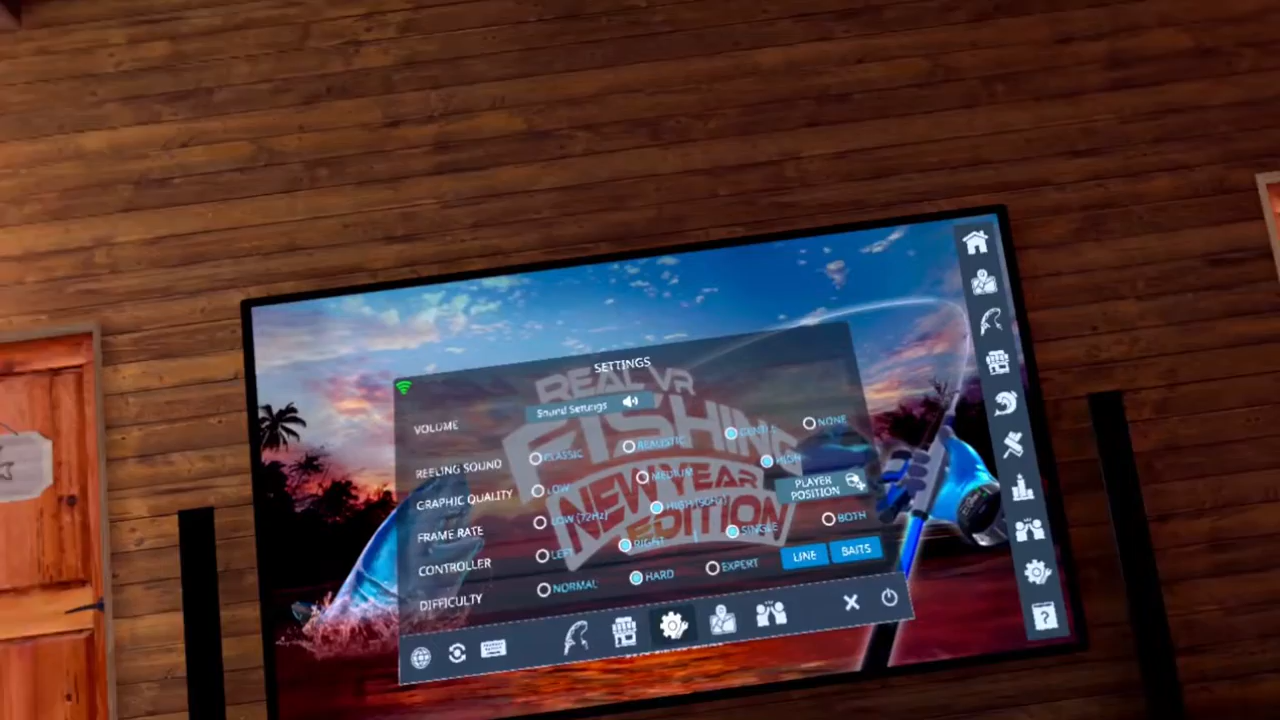 SETTINGS
REAL VR
FISHING
NEW YEAR
EDITION
VOLUME
Sound Settings
REELING SOUND
CLASSIC
REALISTIC
GENTLE
NONE
GRAPHIC QUALITY
LOW
MEDIUM
HIGH
FRAME RATE
LOW (72Hz)
PLAYER
POSITION
CONTROLLER
LEFT
RIGHT
SINGLE
BOTH
DIFFICULTY
NORMAL
HARD
EXPERT
LINE
BAITS
?